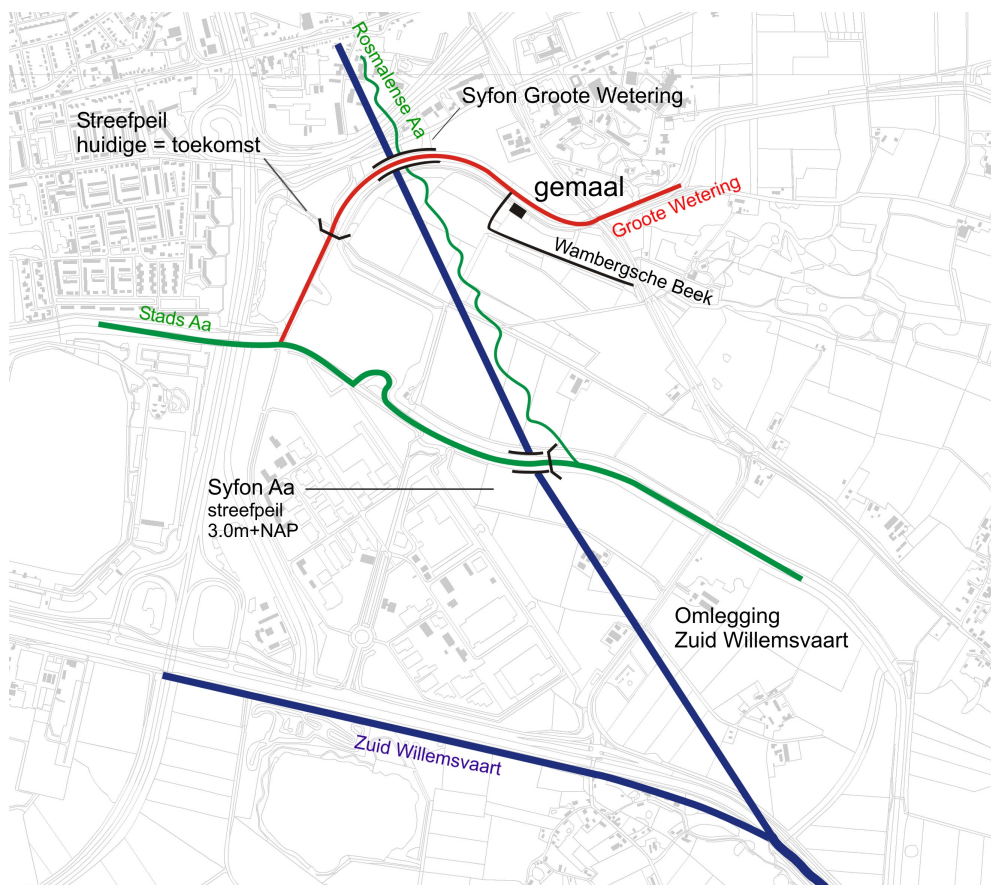 Rosmalense Aa
Syfon Groote Wetering
Streefpeil
huidige = toekomst
gemaal
Groote Wetering
Wambergsche Beek
Stads Aa
Syfon Aa
streefpeil
3.0m+NAP
Omlegging
Zuid Willemsvaart
Zuid Willemsvaart